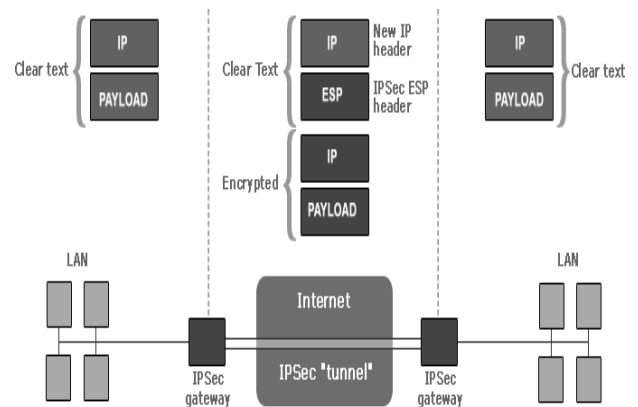 Clear text
IP
PAYLOAD
Clear Text
IP
New IP
header
ESP
IPSec ESP
header
Encrypted
IP
PAYLOAD
IP
PAYLOAD
Clear text
LAN
IPSec
gateway
Internet
IPSec "tunnel"
IPSec
gateway
LAN